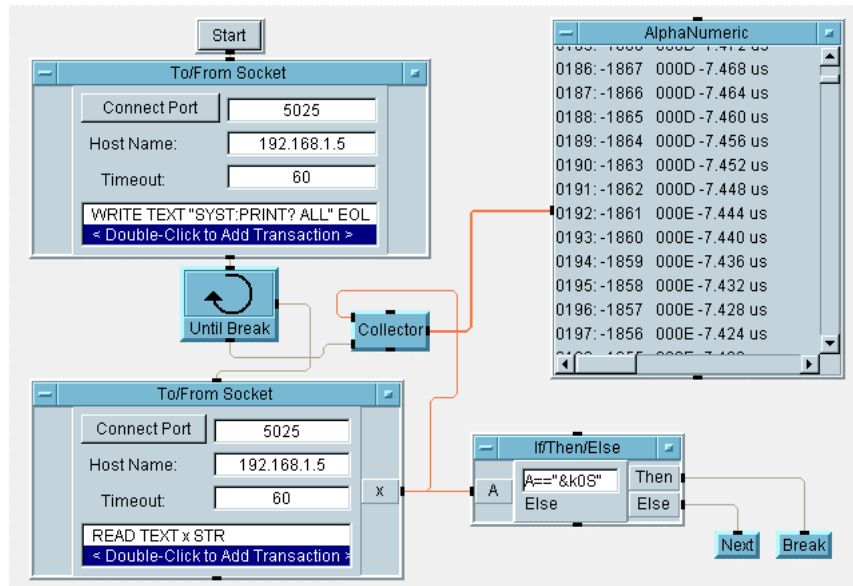 Start
To/From Socket
Connect Port 5025
Host Name: 192.168.1.5
Timeout: 60
WRITE TEXT "SYST:PRINT? ALL" EOL
< Double-Click to Add Transaction >
Until Break
Collector
AlphaNumeric
0186: -1867 000D -7.468 us
0187: -1866 000D -7.464 us
0188: -1865 000D -7.460 us
0189: -1864 000D -7.456 us
0190: -1863 000D -7.452 us
0191: -1862 000D -7.448 us
0192: -1861 000E -7.444 us
0193: -1860 000E -7.440 us
0194: -1859 000E -7.436 us
0195: -1858 000E -7.432 us
0196: -1857 000E -7.428 us
0197: -1856 000E -7.424 us
To/From Socket
Connect Port 5025
Host Name: 192.168.1.5
Timeout: 60
x
READ TEXT x STR
< Double-Click to Add Transaction >
If/Then/Else
A
A=="&k0S"
Then
Else
Else
Next
Break